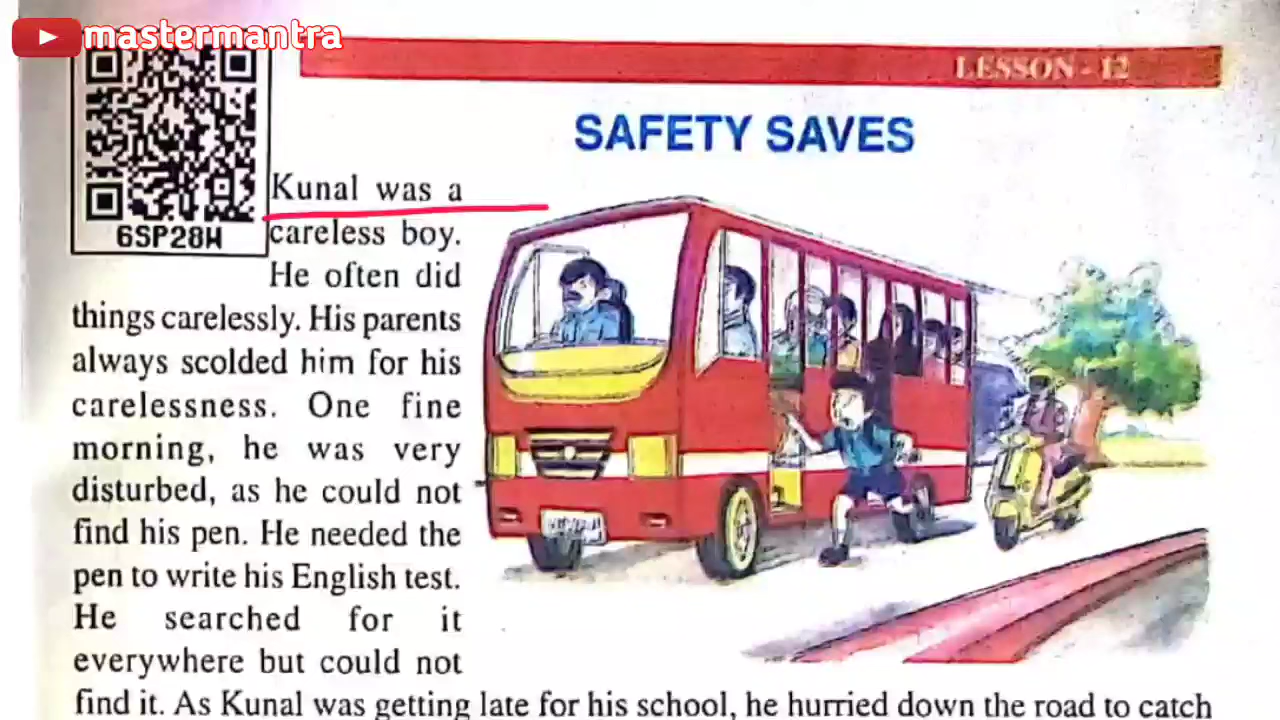 mastermantra
LESSON - 12
SAFETY SAVES
6SP28W
Kunal was a
careless boy.
He often did
things carelessly. His parents
always scolded him for his
carelessness. One fine
morning, he was very
disturbed, as he could not
find his pen. He needed the
pen to write his English test.
He searched for it
everywhere but could not
find it. As Kunal was getting late for his school, he hurried down the road to catch